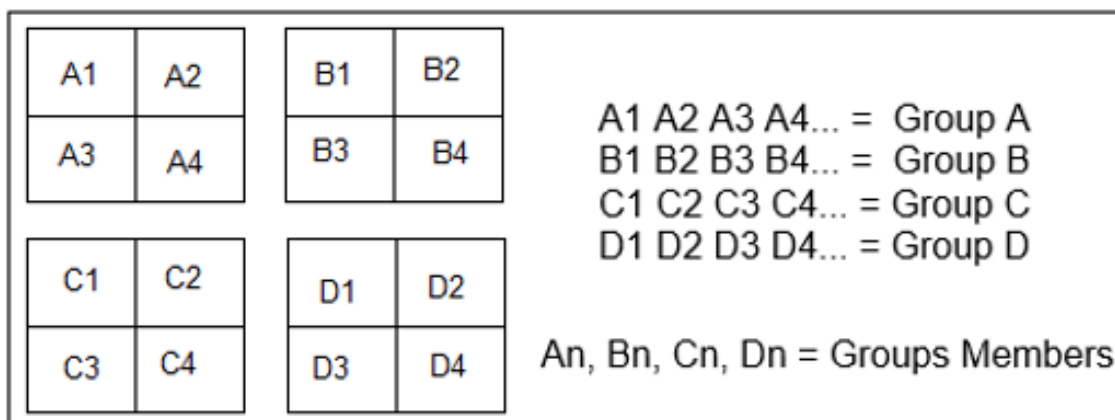 A1 A2
A3 A4
B1 B2
B3 B4
C1 C2
C3 C4
D1 D2
D3 D4
A1 A2 A3 A4... = Group A
B1 B2 B3 B4... = Group B
C1 C2 C3 C4... = Group C
D1 D2 D3 D4... = Group D
An, Bn, Cn, Dn = Groups Members